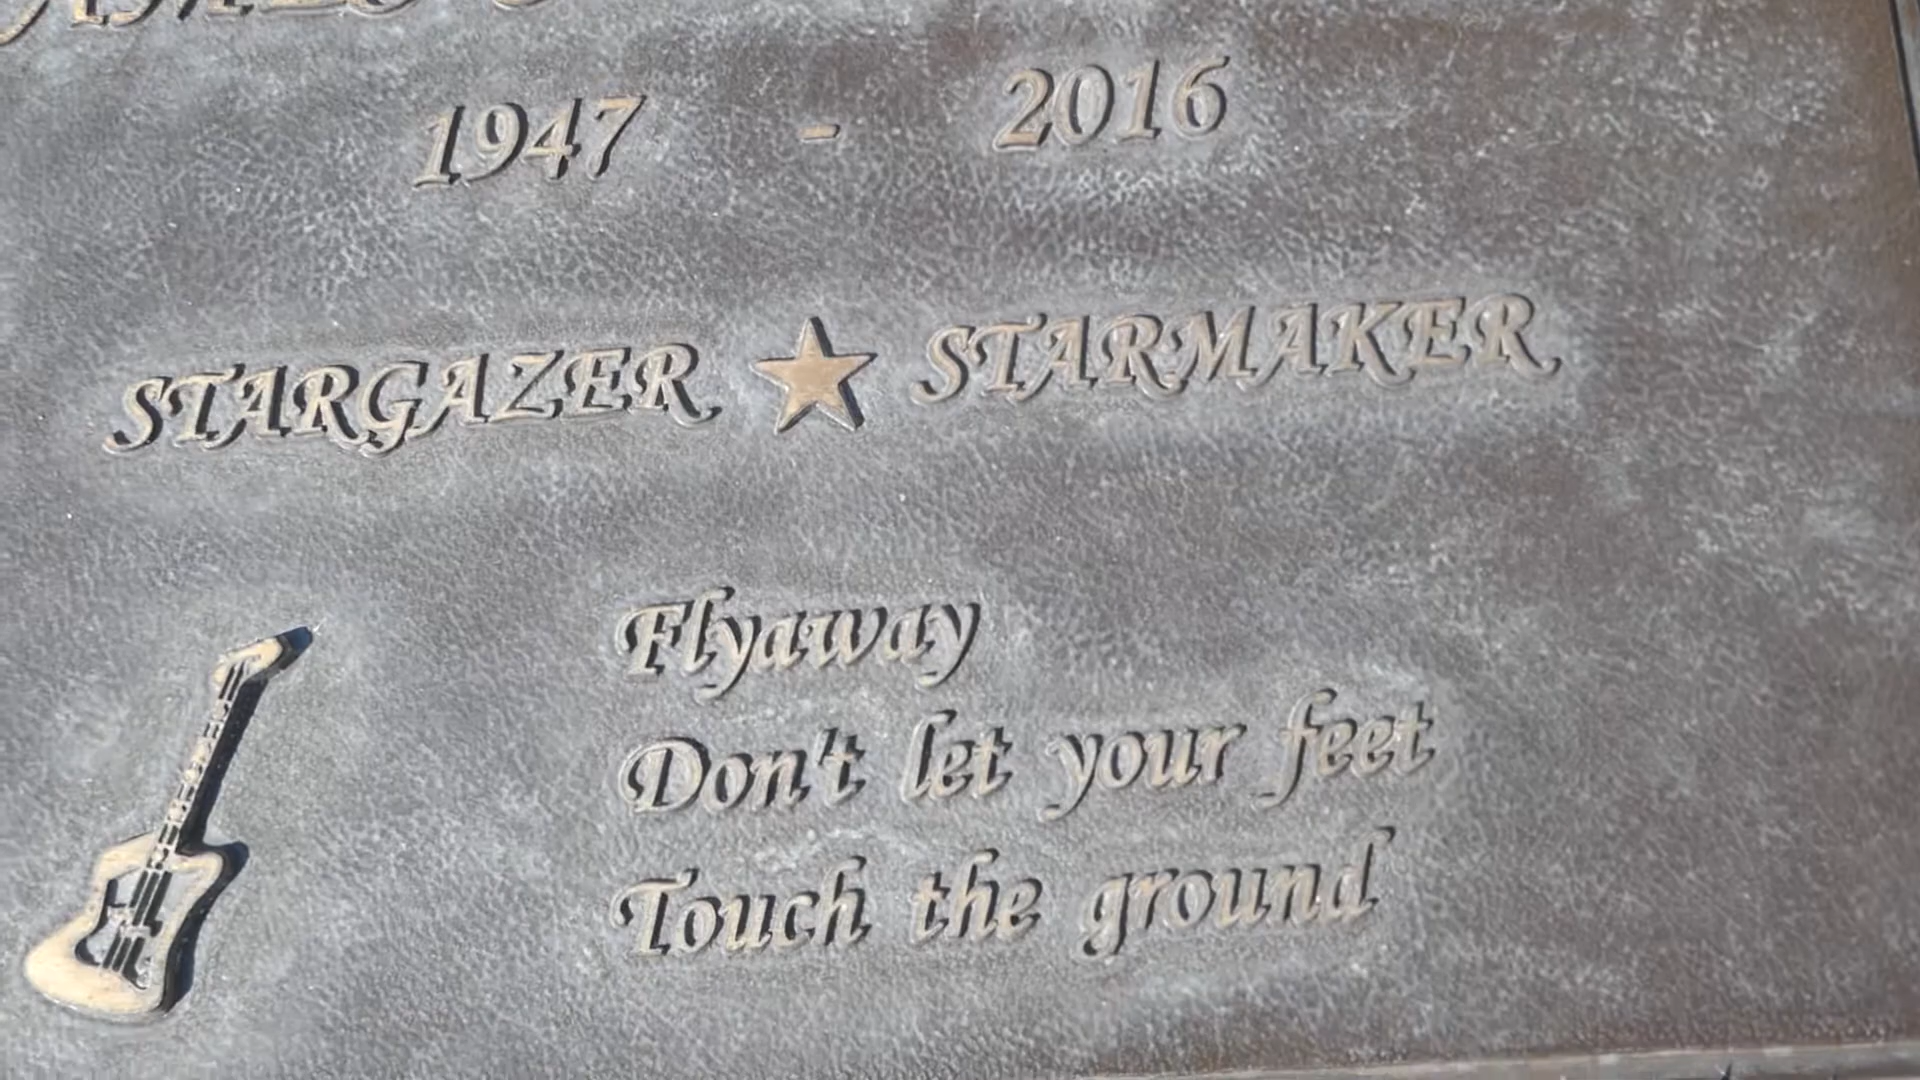 1947 - 2016
STARGAZER ★ STARMAKER
Flyaway
Don't let your feet
Touch the ground